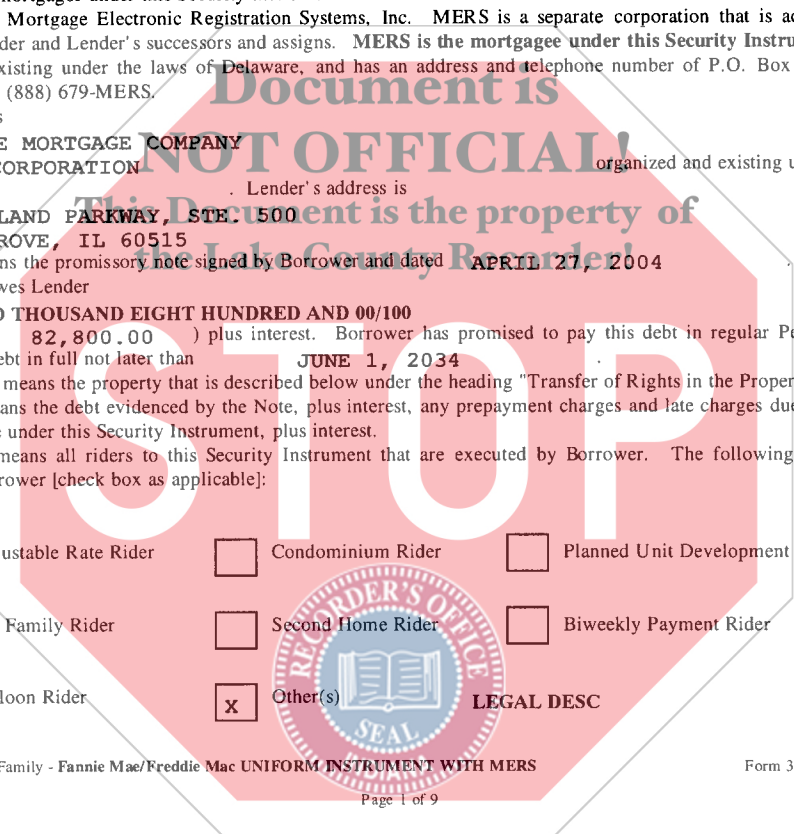 Mortgage Electronic Registration Systems, Inc. MERS is a separate corporation that is
der and Lender's successors and assigns. MERS is the mortgagee under this Security
xisting under the laws of Delaware, and has an address and telephone number of P.O. Box
(888) 679-MERS.
Document is
NOT OFFICIAL!
This Document is the property of
the Lake County Recorder!
E MORTGAGE COMPANY
CORPORATION organized and existing
. Lender's address is
LAND PARKWAY, STE. 500
ROVE, IL 60515
ns the promissory note signed by Borrower and dated APRIL 27, 2004
ves Lender
THOUSAND EIGHT HUNDRED AND 00/100
82,800.00 ) plus interest. Borrower has promised to pay this debt in regular
ebt in full not later than JUNE 1, 2034 .
means the property that is described below under the heading "Transfer of Rights in the
ans the debt evidenced by the Note, plus interest, any prepayment charges and late charges
under this Security Instrument, plus interest.
means all riders to this Security Instrument that are executed by Borrower. The following
rower [check box as applicable]:
STOP
ustable Rate Rider Condominium Rider Planned Unit Development
Family Rider Second Home Rider Biweekly Payment Rider
loon Rider X Other(s) LEGAL DESC
RECORDER'S OFFICE
SEAL
INDIANA
Family - Fannie Mae/Freddie Mac UNIFORM INSTRUMENT WITH MERS Form 3
Page 1 of 9